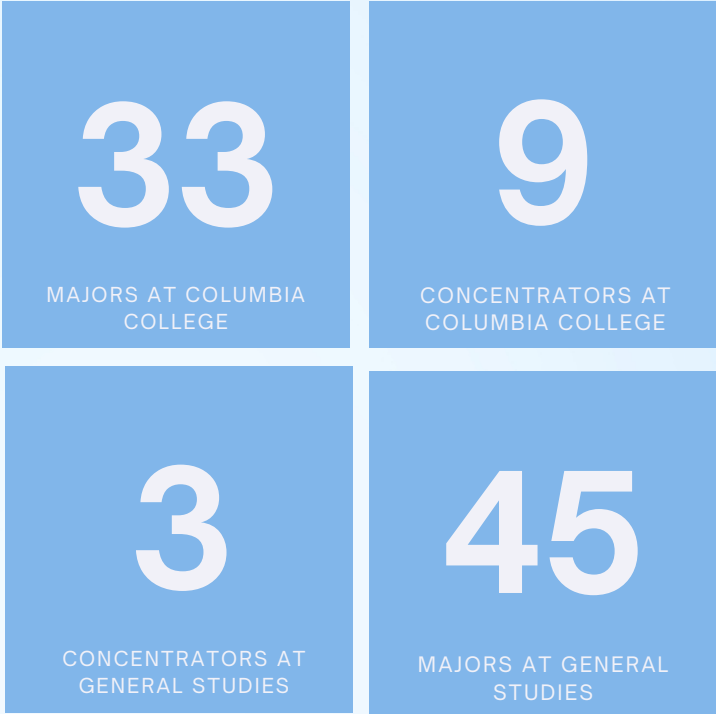 33
MAJORS AT COLUMBIA
COLLEGE
9
CONCENTRATORS AT
COLUMBIA COLLEGE
3
CONCENTRATORS AT
GENERAL STUDIES
45
MAJORS AT GENERAL
STUDIES